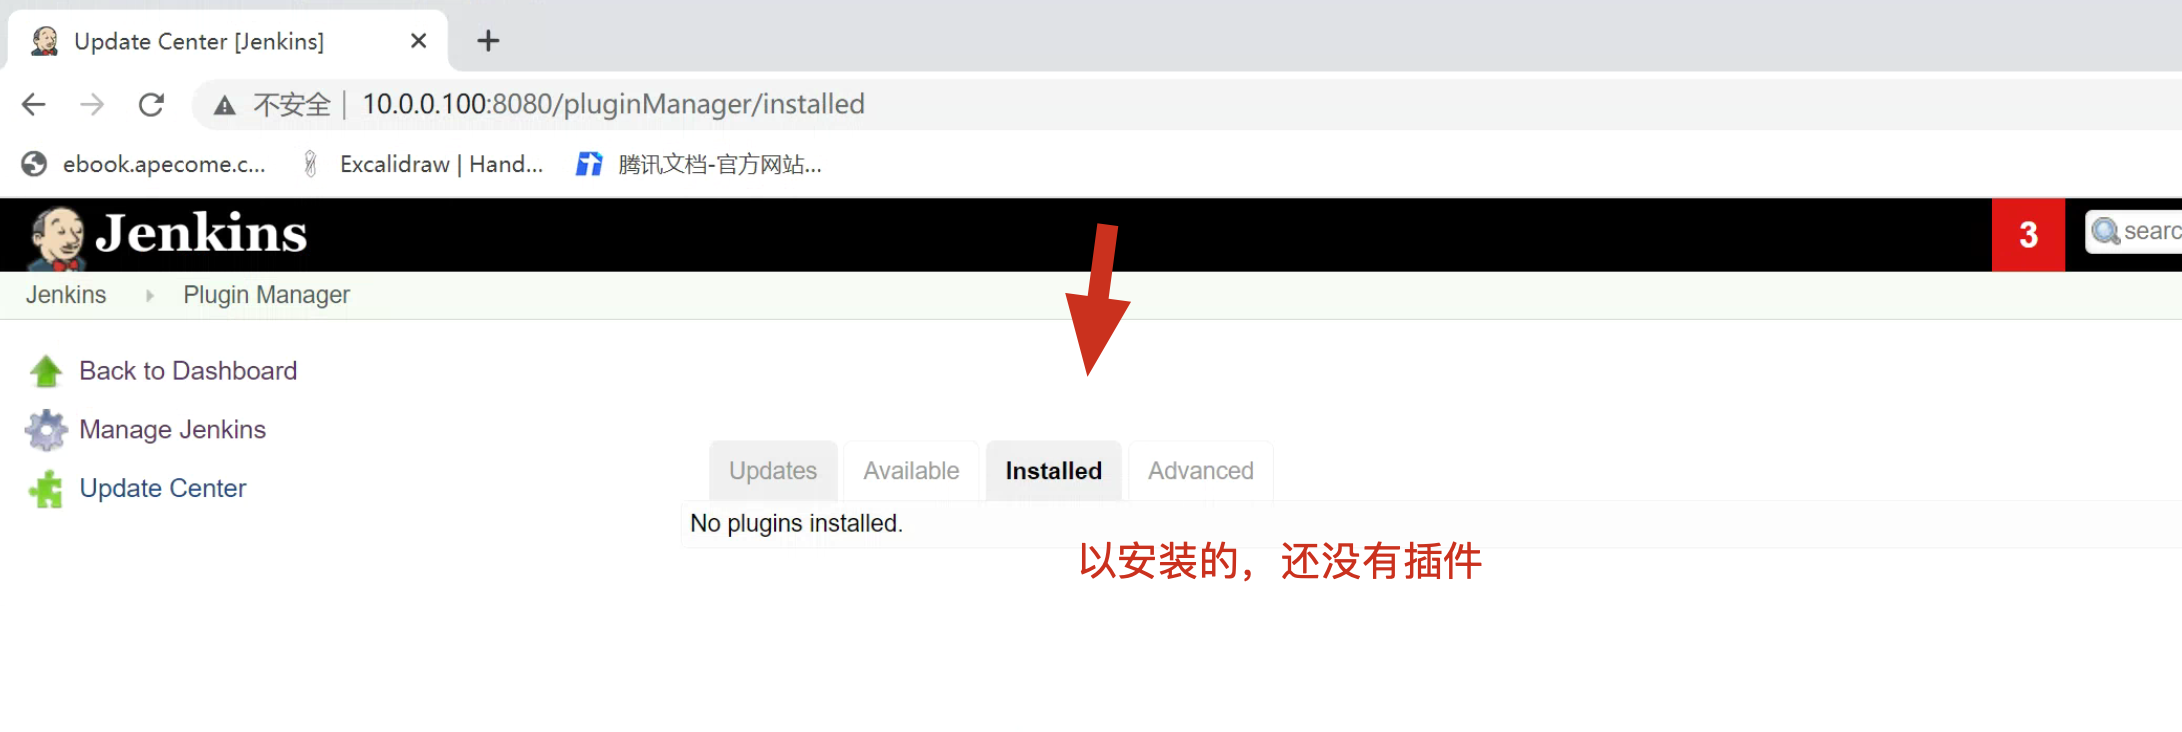 Update Center [Jenkins]
不安全 | 10.0.0.100:8080/pluginManager/installed
ebook.apecome.c... Excalidraw | Hand... 腾讯文档-官方网站...
Jenkins 3 searc
Jenkins Plugin Manager
Back to Dashboard
Manage Jenkins
Update Center
Updates Available Installed Advanced
No plugins installed.
以安装的，还没有插件